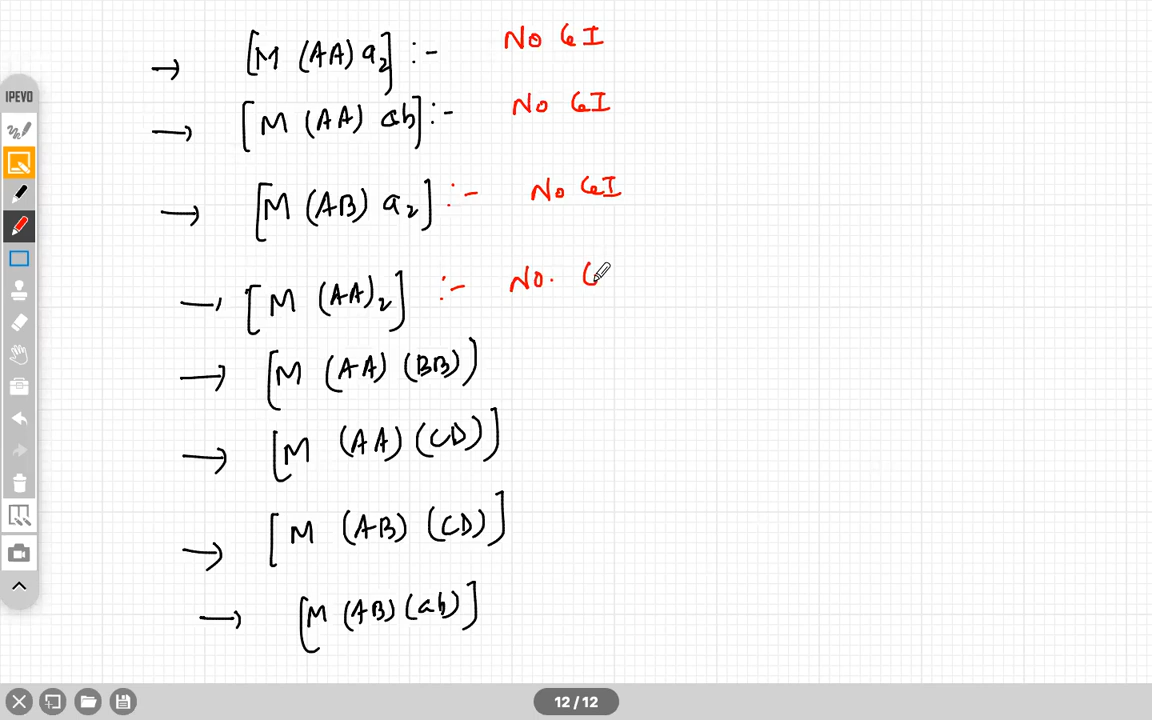 → [M (AA) a2] :- No GI
→ [M (AA) ab] :- No GI
IPEVO
→ [M (AB) a2] :- No GI
→ [M (AA)2] :- No. G
→ [M (AA) (BB)]
→ [M (AA) (CD)]
→ [M (AB) (CD)]
→ [M (AB) (ab)]
12 / 12